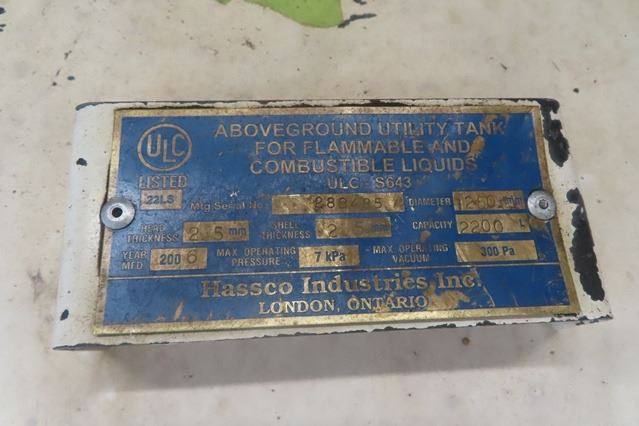 ULC
LISTED
22LS
ABOVEGROUND UTILITY TANK
FOR FLAMMABLE AND
COMBUSTIBLE LIQUIDS
ULC - S643
Mfg Serial No. DIAMETER mm
HEAD THICKNESS 2.5 mm SHELL THICKNESS 2.5 mm CAPACITY 2200 L
YEAR MFD 2006 MAX OPERATING PRESSURE 7 kPa MAX OPERATING VACUUM 300 Pa
Hassco Industries Inc.
LONDON, ONTARIO